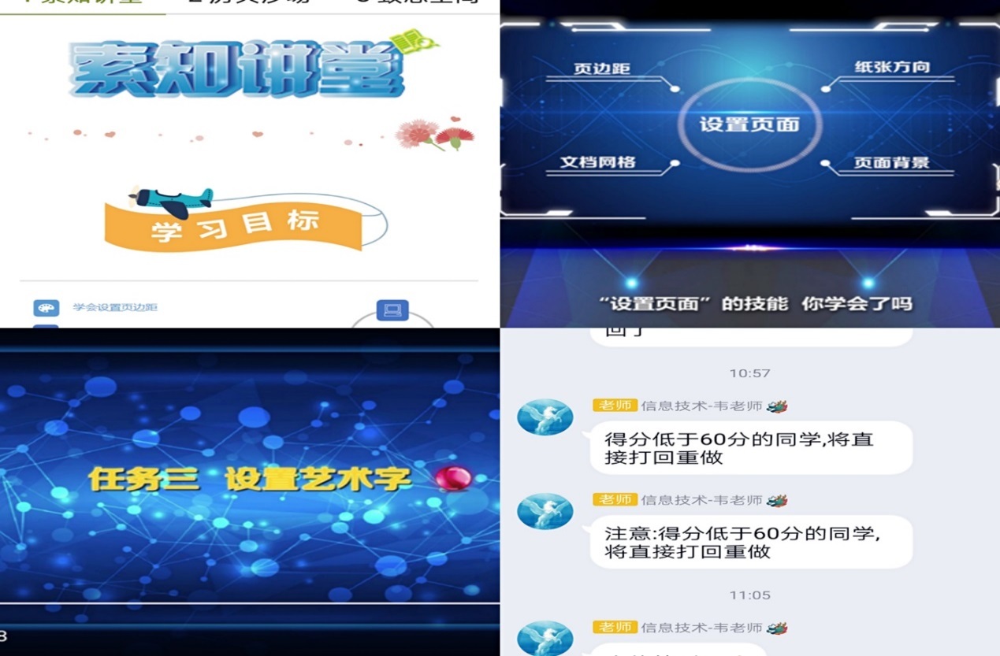 索知讲堂
学习目标
学会设置页边距
页边距
纸张方向
设置页面
文档网格
页面背景
“设置页面”的技能 你学会了吗
任务三 设置艺术字
8
10:57
老师 信息技术-韦老师
得分低于60分的同学,将直
接打回重做
老师 信息技术-韦老师
注意:得分低于60分的同学,
将直接打回重做
11:05
老师 信息技术-韦老师